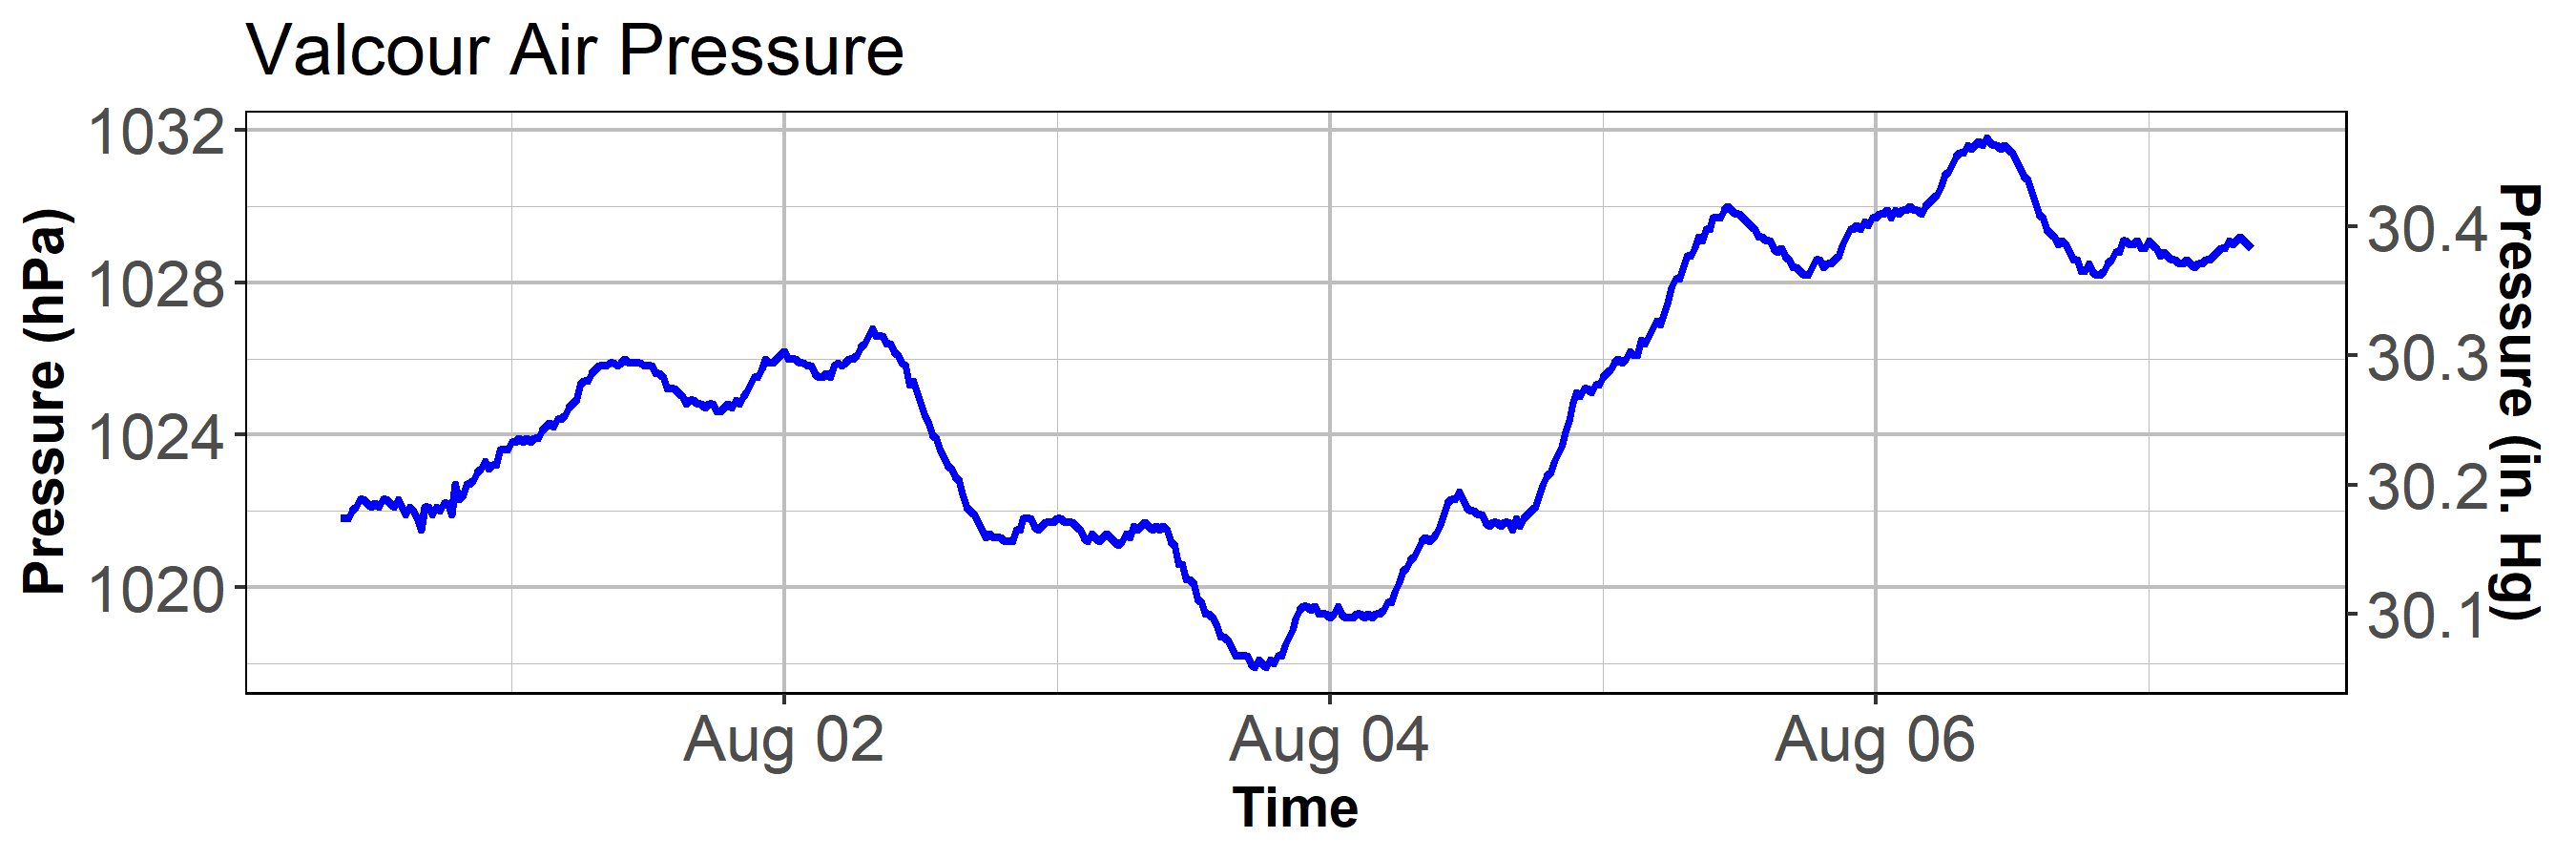 Valcour Air Pressure
Pressure (hPa)
1032
1028
1024
1020
30.4
30.3
30.2
30.1
Pressure (in. Hg)
Aug 02
Aug 04
Aug 06
Time